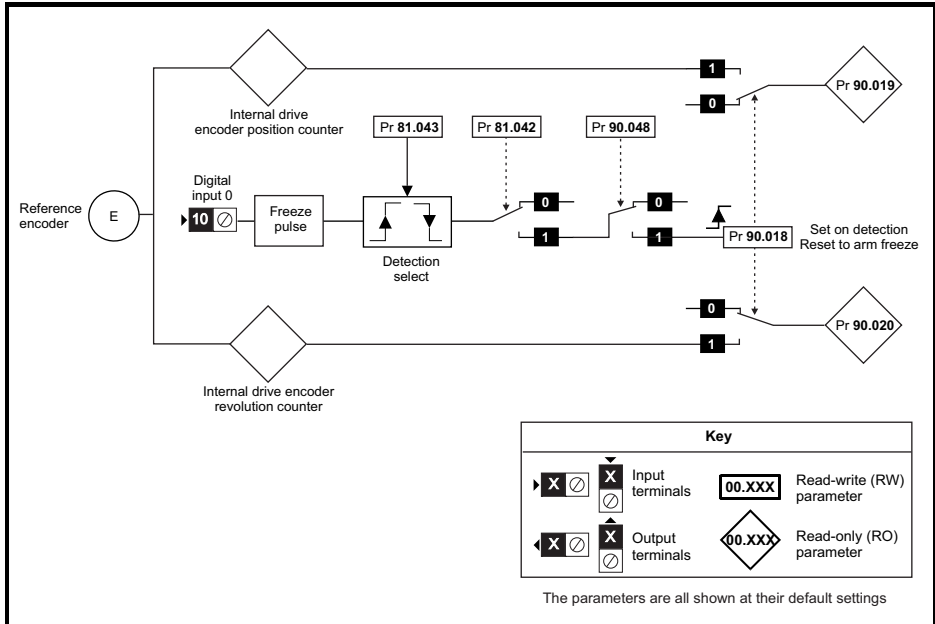 1
0
Pr 90.019
Internal drive
encoder position counter
Pr 81.043
Pr 81.042
Pr 90.048
Digital
input 0
Reference
encoder
E
10
Freeze
pulse
0
1
0
1
Pr 90.018
Set on detection
Reset to arm freeze
Detection
select
0
1
Pr 90.020
Internal drive encoder
revolution counter
Key
X
X
Input
terminals
00.XXX
Read-write (RW)
parameter
X
X
Output
terminals
00.XXX
Read-only (RO)
parameter
The parameters are all shown at their default settings